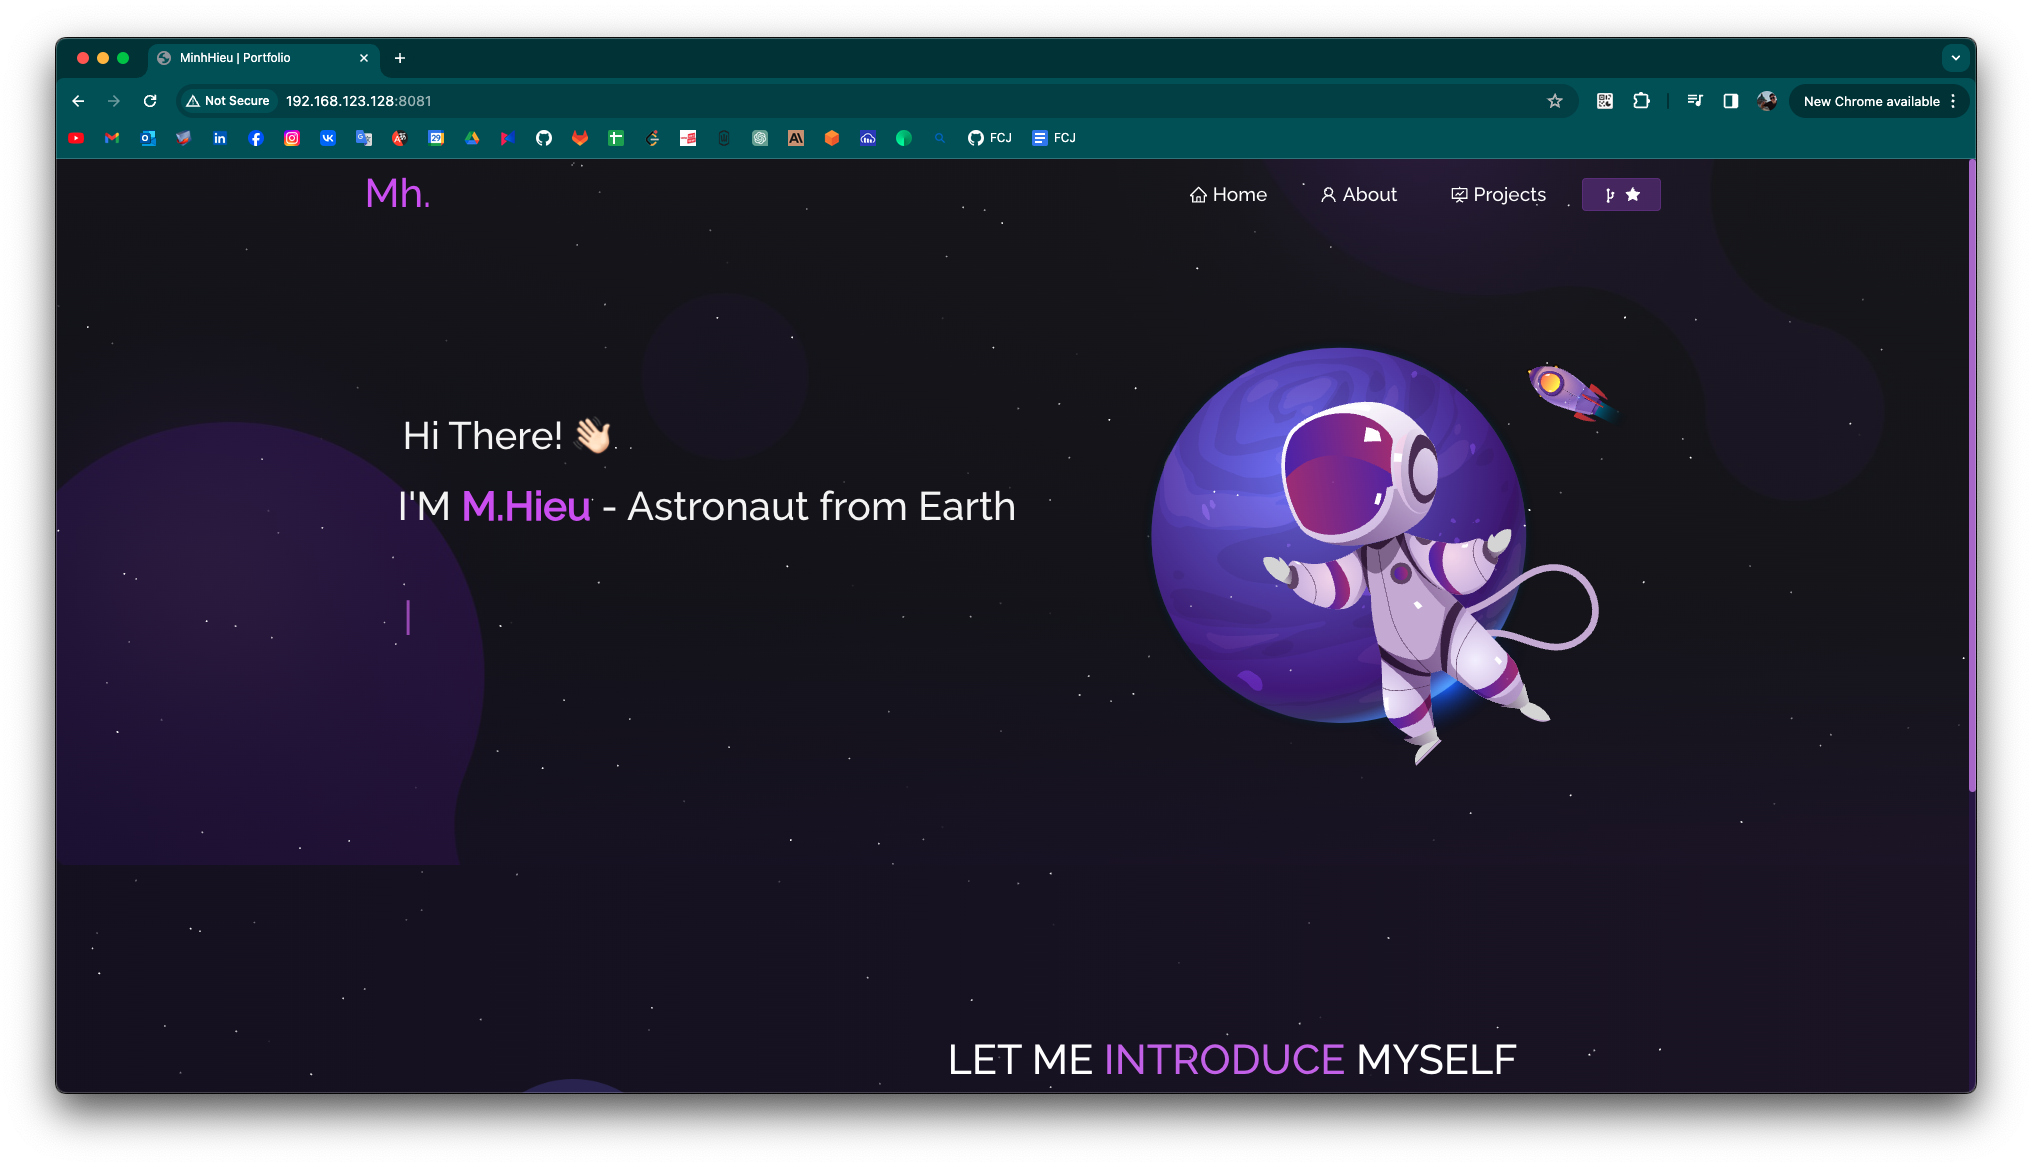 MinhHieu | Portfolio
Not Secure
192.168.123.128:8081
New Chrome available
FCJ
FCJ
Mh.
Home
About
Projects
Hi There! 👋🏻
I'M M.Hieu - Astronaut from Earth
LET ME INTRODUCE MYSELF